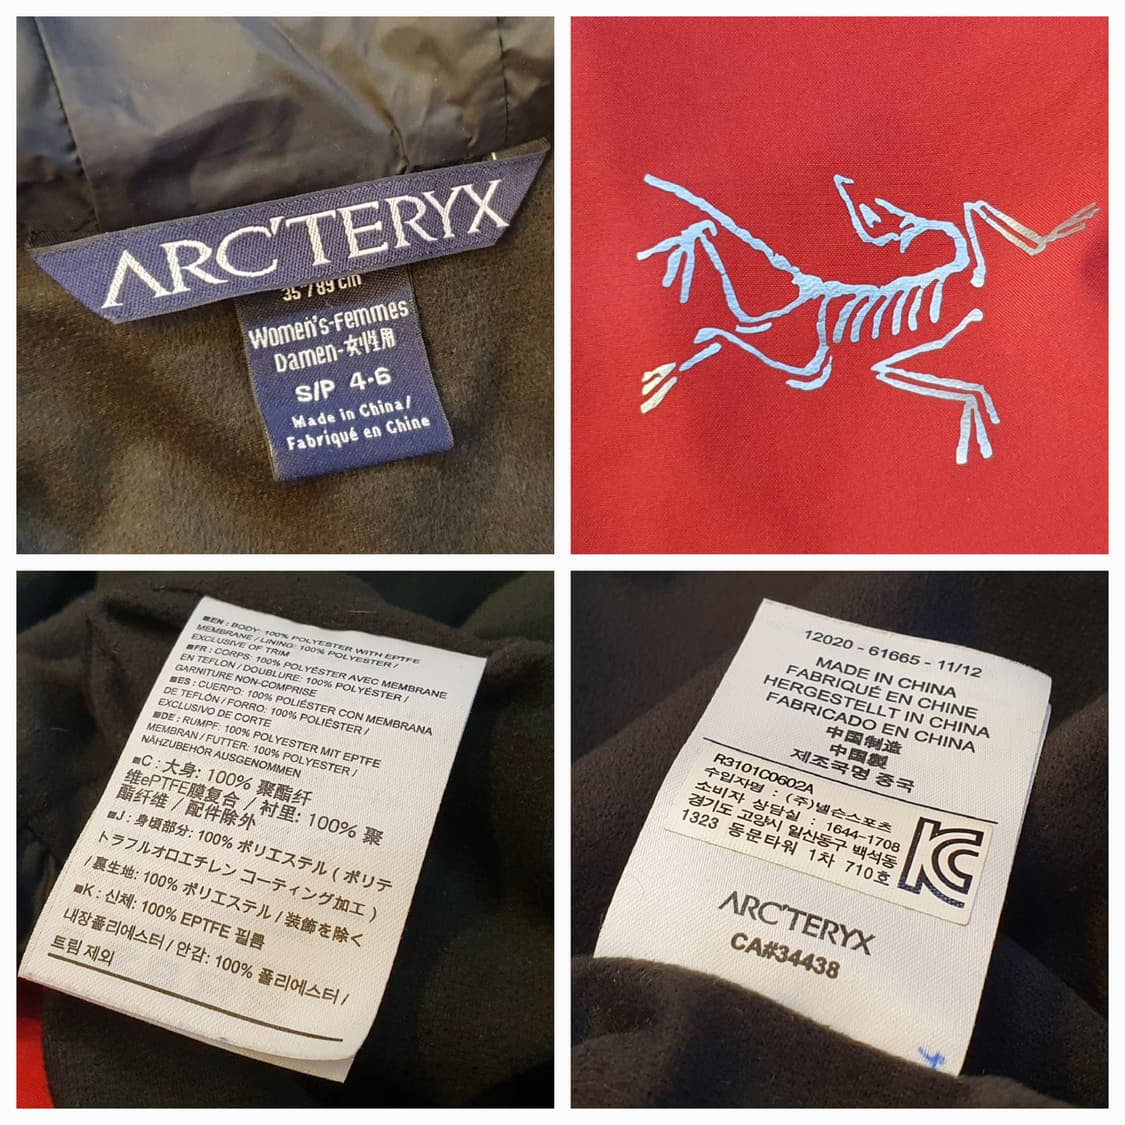 ARC'TERYX
35"/89 cm
Women's-Femmes
Damen-女性用
S/P 4-6
Made in China/
Fabriqué en Chine
■EN : BODY: 100% POLYESTER WITH EPTFE
MEMBRANE / LINING: 100% POLYESTER /
EXCLUSIVE OF TRIM
■FR : CORPS: 100% POLYÉSTER AVEC MEMBRANE
EN TEFLON / DOUBLURE: 100% POLYÉSTER /
GARNITURE NON-COMPRISE
■ES : CUERPO: 100% POLIÉSTER CON MEMBRANA
DE TEFLÓN / FORRO: 100% POLIÉSTER /
EXCLUSIVO DE CORTE
■DE : RUMPF: 100% POLYESTER MIT EPTFE
MEMBRAN / FUTTER: 100% POLYESTER /
NÄHZUBEHÖR AUSGENOMMEN
■C : 大身: 100% 聚酯纤
维ePTFE膜复合 / 衬里: 100% 聚
酯纤维 / 配件除外
■J : 身頃部分: 100% ポリエステル ( ポリテ
トラフルオロエチレン コーティング加工 )
/ 裏生地: 100% ポリエステル / 装飾を除く
■K : 신체: 100% EPTFE 필름
내장폴리에스터 / 안감: 100% 폴리에스터 /
트림 제외
12020 - 61665 - 11/12
MADE IN CHINA
FABRIQUÉ EN CHINE
HERGESTELLT IN CHINA
FABRICADO EN CHINA
中国制造
中国製
제조국명 중국
R3101C0602A
수입자명 : (주)넬슨스포츠
소비자 상담실 : 1644-1708
경기도 고양시 일산동구 백석동
1323 동문타워 1차 710호
KC
ARC'TERYX
CA#34438